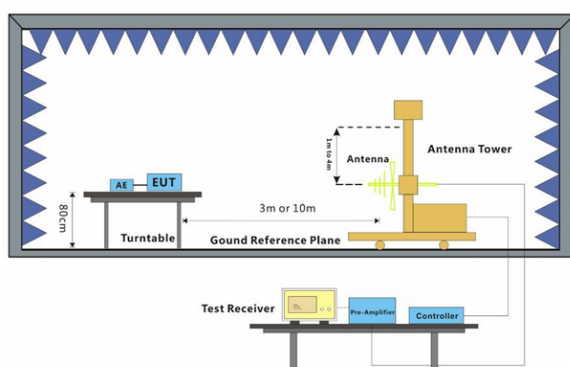 1m to 4m
Antenna
Antenna Tower
AE
EUT
80cm
3m or 10m
Turntable
Gound Reference Plane
Test Receiver
Pre-Amplifier
Controller